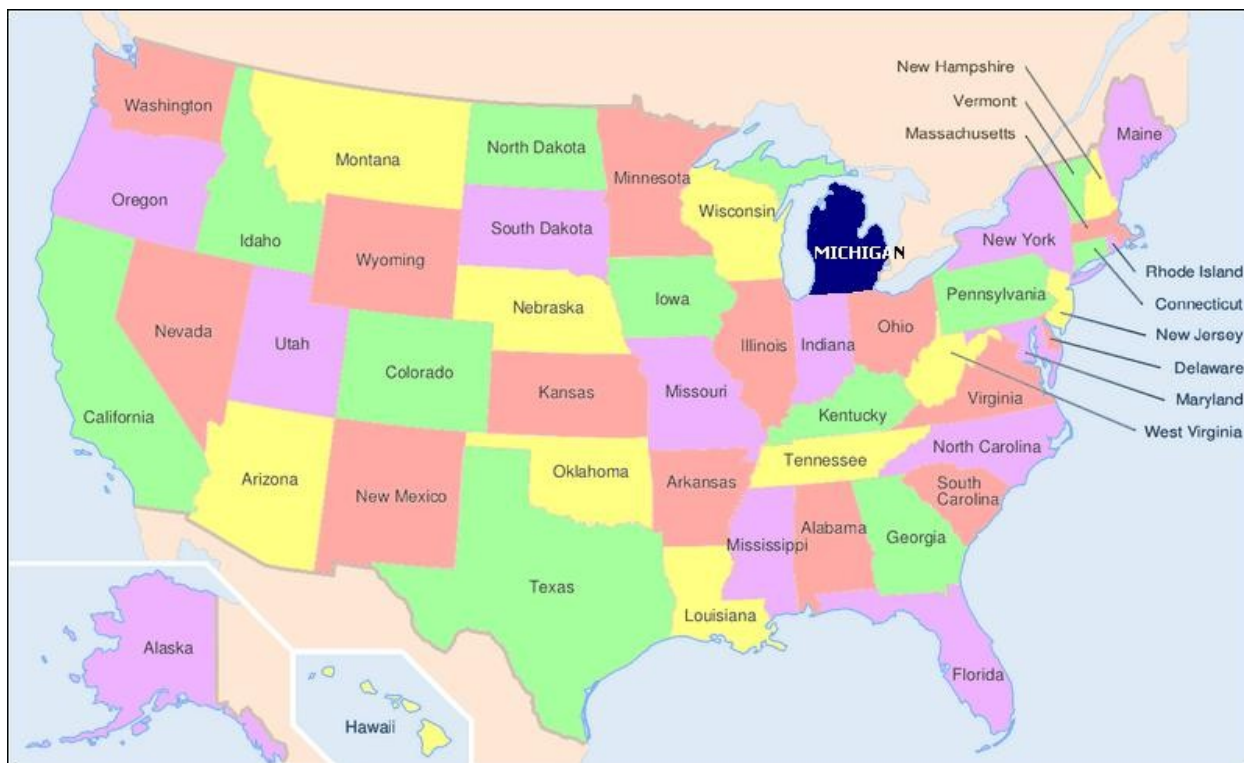 New Hampshire
Vermont
Massachusetts
Washington
Maine
Montana
North Dakota
Minnesota
Oregon
Wisconsin
South Dakota
Idaho
New York
MICHIGAN
Wyoming
Rhode Island
Pennsylvania
Iowa
Connecticut
Nebraska
Nevada
Ohio
New Jersey
Utah
Illinois
Indiana
Colorado
Delaware
Missouri
Kansas
Virginia
Maryland
California
Kentucky
West Virginia
North Carolina
Tennessee
Oklahoma
Arizona
Arkansas
South
Carolina
New Mexico
Alabama
Georgia
Mississippi
Texas
Louisiana
Alaska
Florida
Hawaii